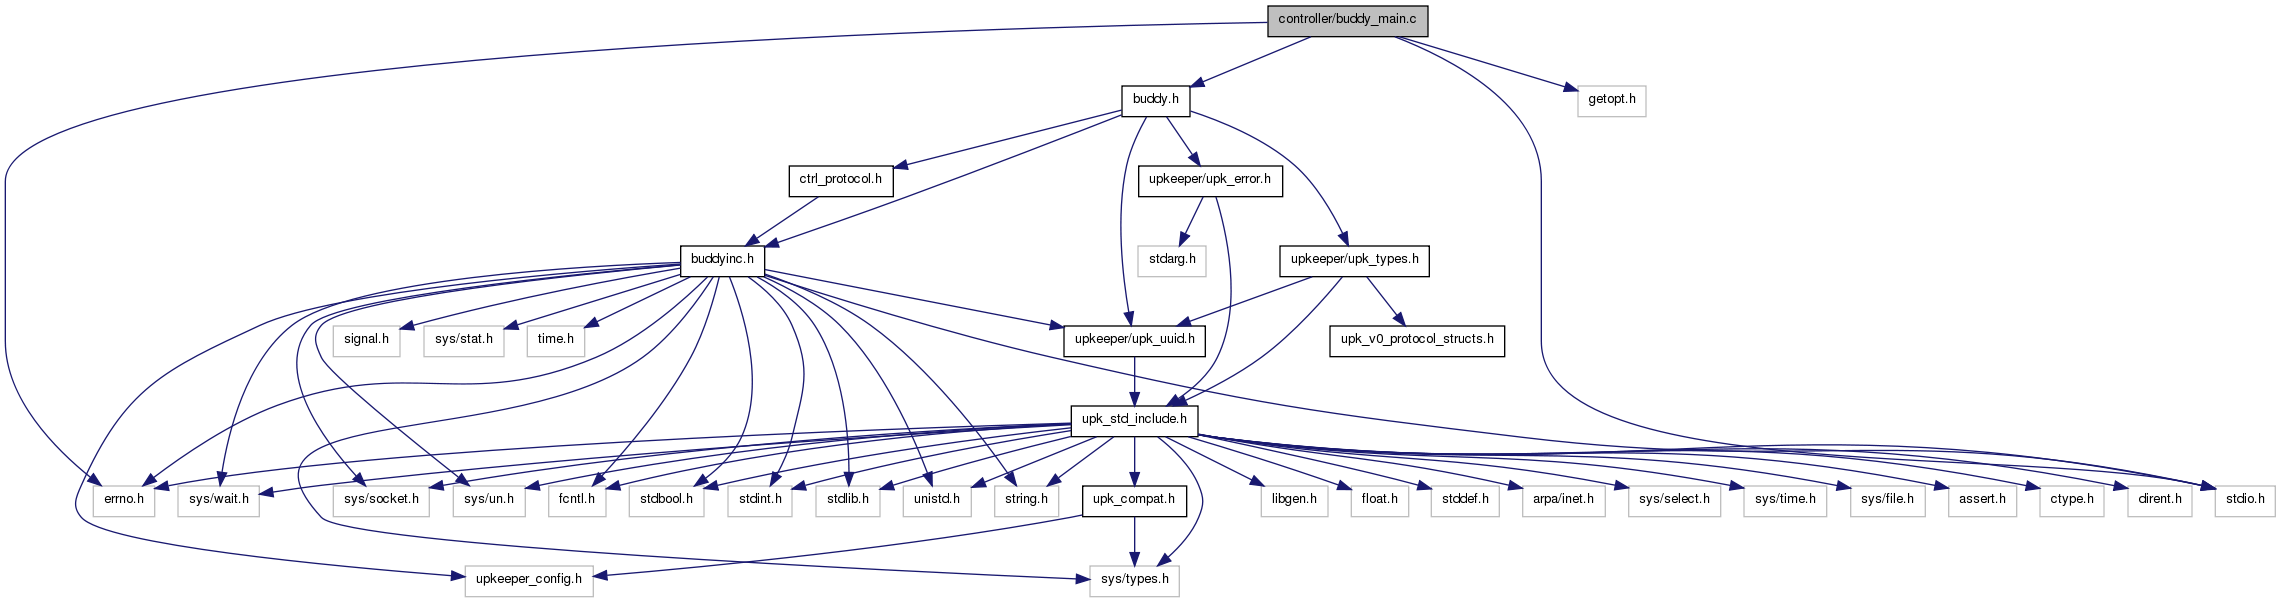 controller/buddy_main.c
buddy.h
getopt.h
ctrl_protocol.h
upkeeper/upk_error.h
buddyinc.h
stdarg.h
upkeeper/upk_types.h
signal.h
sys/stat.h
time.h
upkeeper/upk_uuid.h
upk_v0_protocol_structs.h
upk_std_include.h
errno.h
sys/wait.h
sys/socket.h
sys/un.h
fcntl.h
stdbool.h
stdint.h
stdlib.h
unistd.h
string.h
upk_compat.h
libgen.h
float.h
stddef.h
arpa/inet.h
sys/select.h
sys/time.h
sys/file.h
assert.h
ctype.h
dirent.h
stdio.h
upkeeper_config.h
sys/types.h